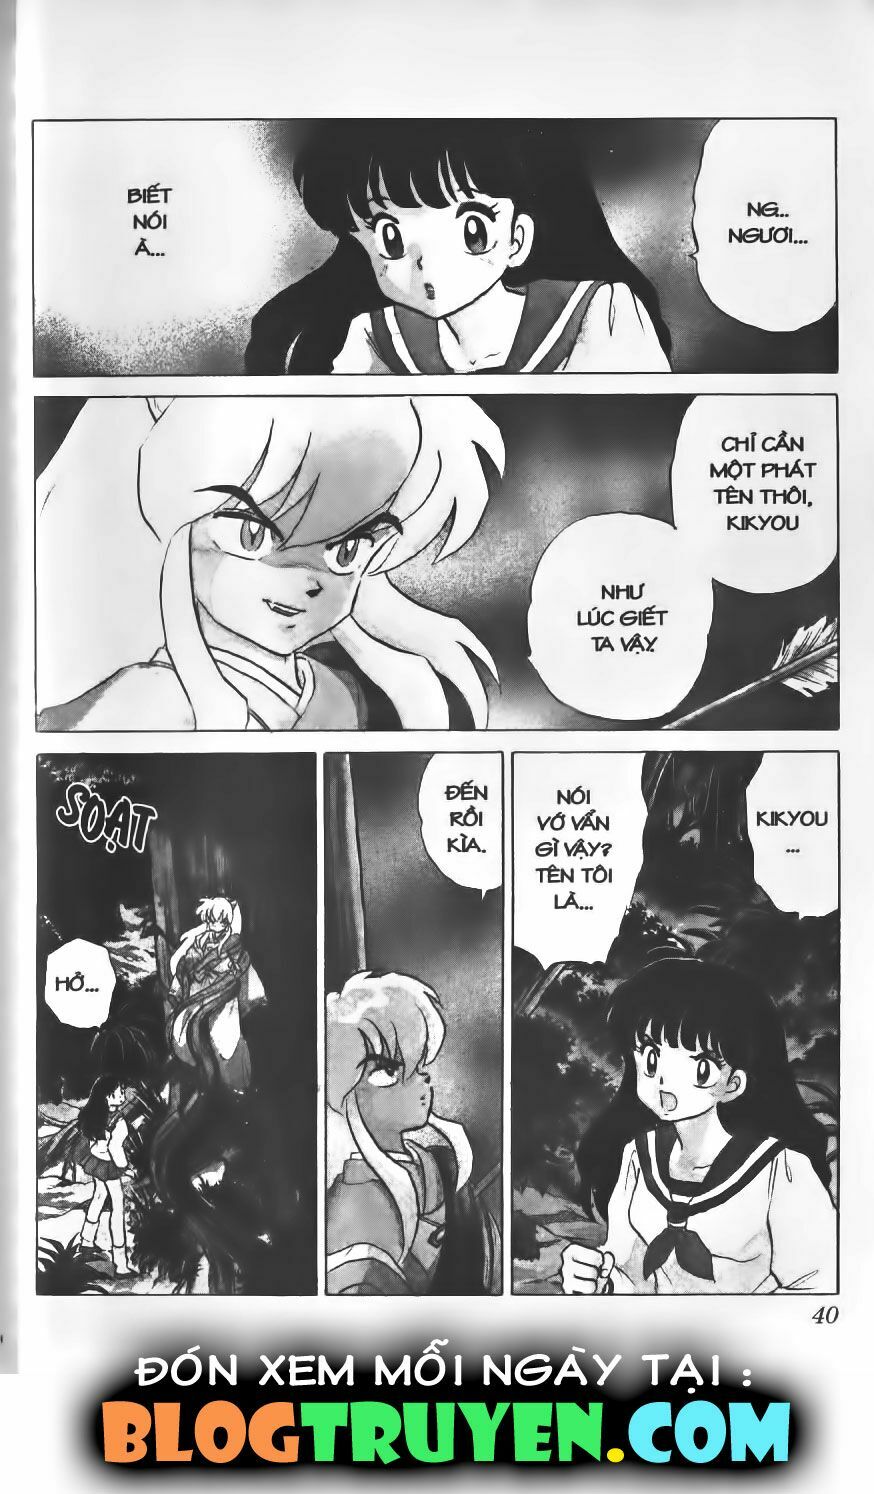 NG...
NGƯƠI...
BIẾT
NÓI
À...
CHỈ CẦN
MỘT PHÁT
TÊN THÔI,
KIKYOU
NHƯ
LÚC GIẾT
TA VẬY.
KIKYOU
...
NÓI
VỚ VẨN
GÌ VẬY?
TÊN TÔI
LÀ...
ĐẾN
RỒI
KÌA.
SOẠT
HỞ...
40
ĐÓN XEM MỖI NGÀY TẠI :
BLOGTRUYEN.COM